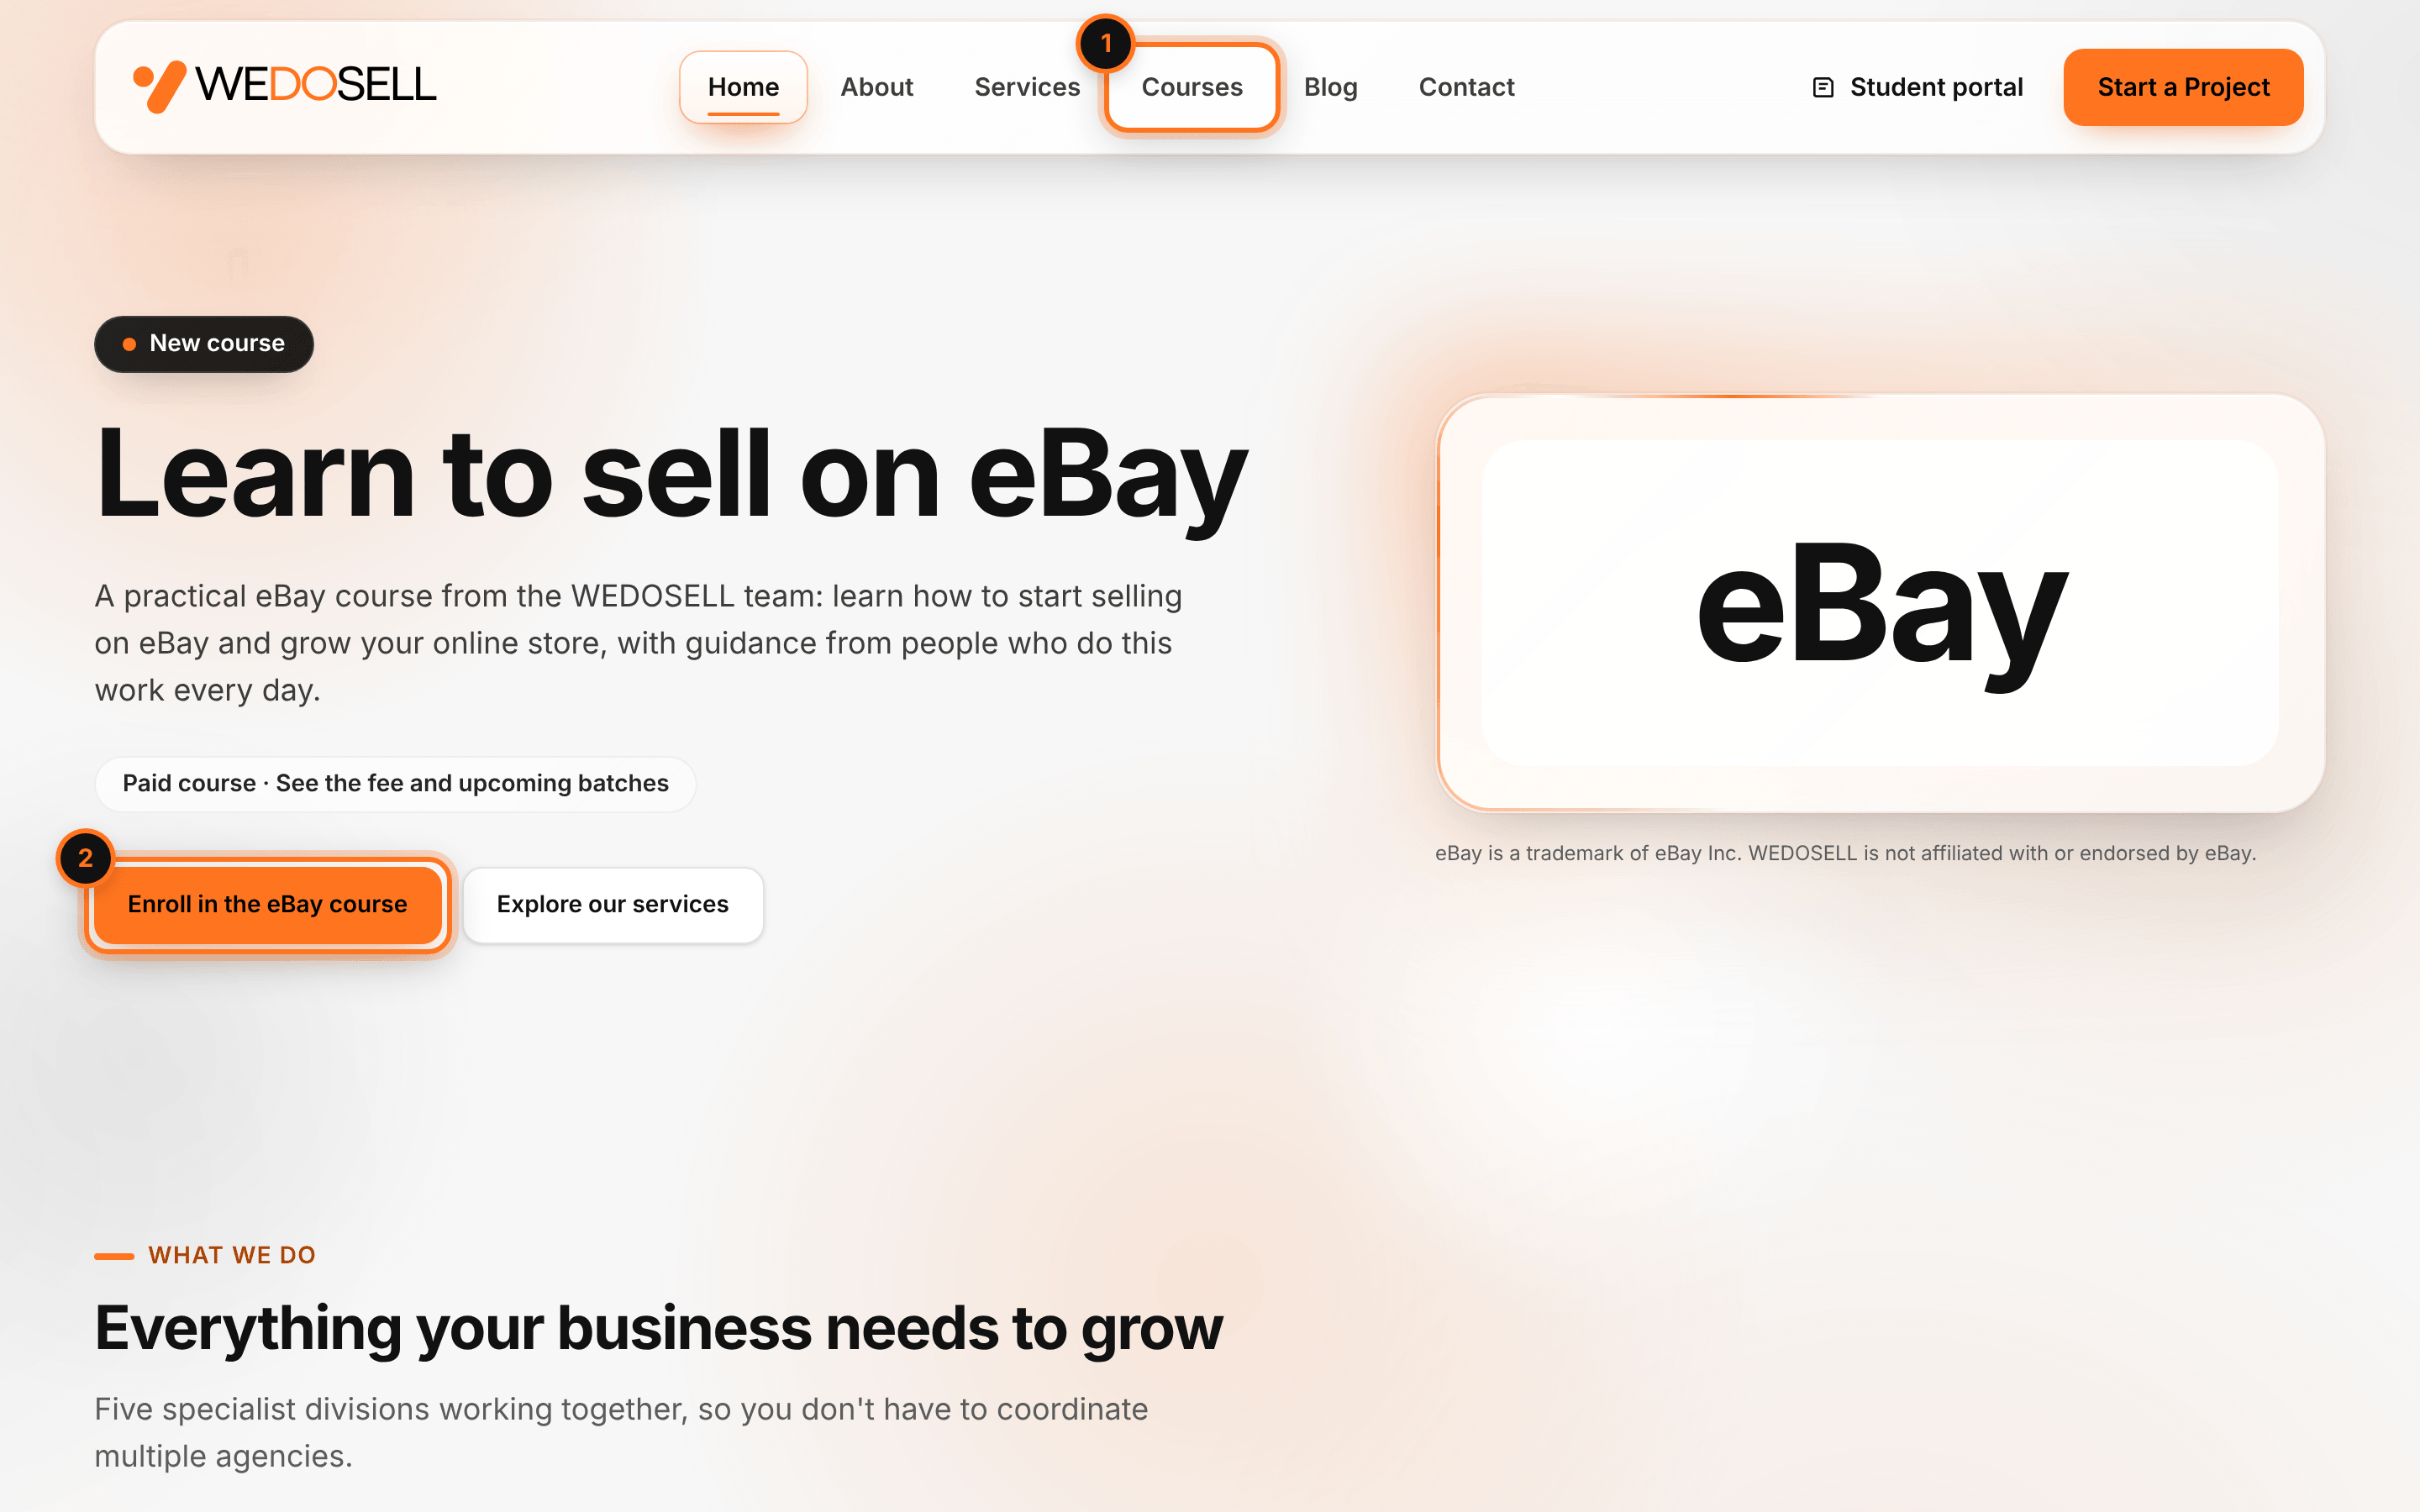 WEDOSELL
Home
About
Services
1
Courses
Blog
Contact
Student portal
Start a Project
New course
Learn to sell on eBay
A practical eBay course from the WEDOSELL team: learn how to start selling
on eBay and grow your online store, with guidance from people who do this
work every day.
Paid course · See the fee and upcoming batches
2
Enroll in the eBay course
Explore our services
eBay
eBay is a trademark of eBay Inc. WEDOSELL is not affiliated with or endorsed by eBay.
WHAT WE DO
Everything your business needs to grow
Five specialist divisions working together, so you don't have to coordinate
multiple agencies.